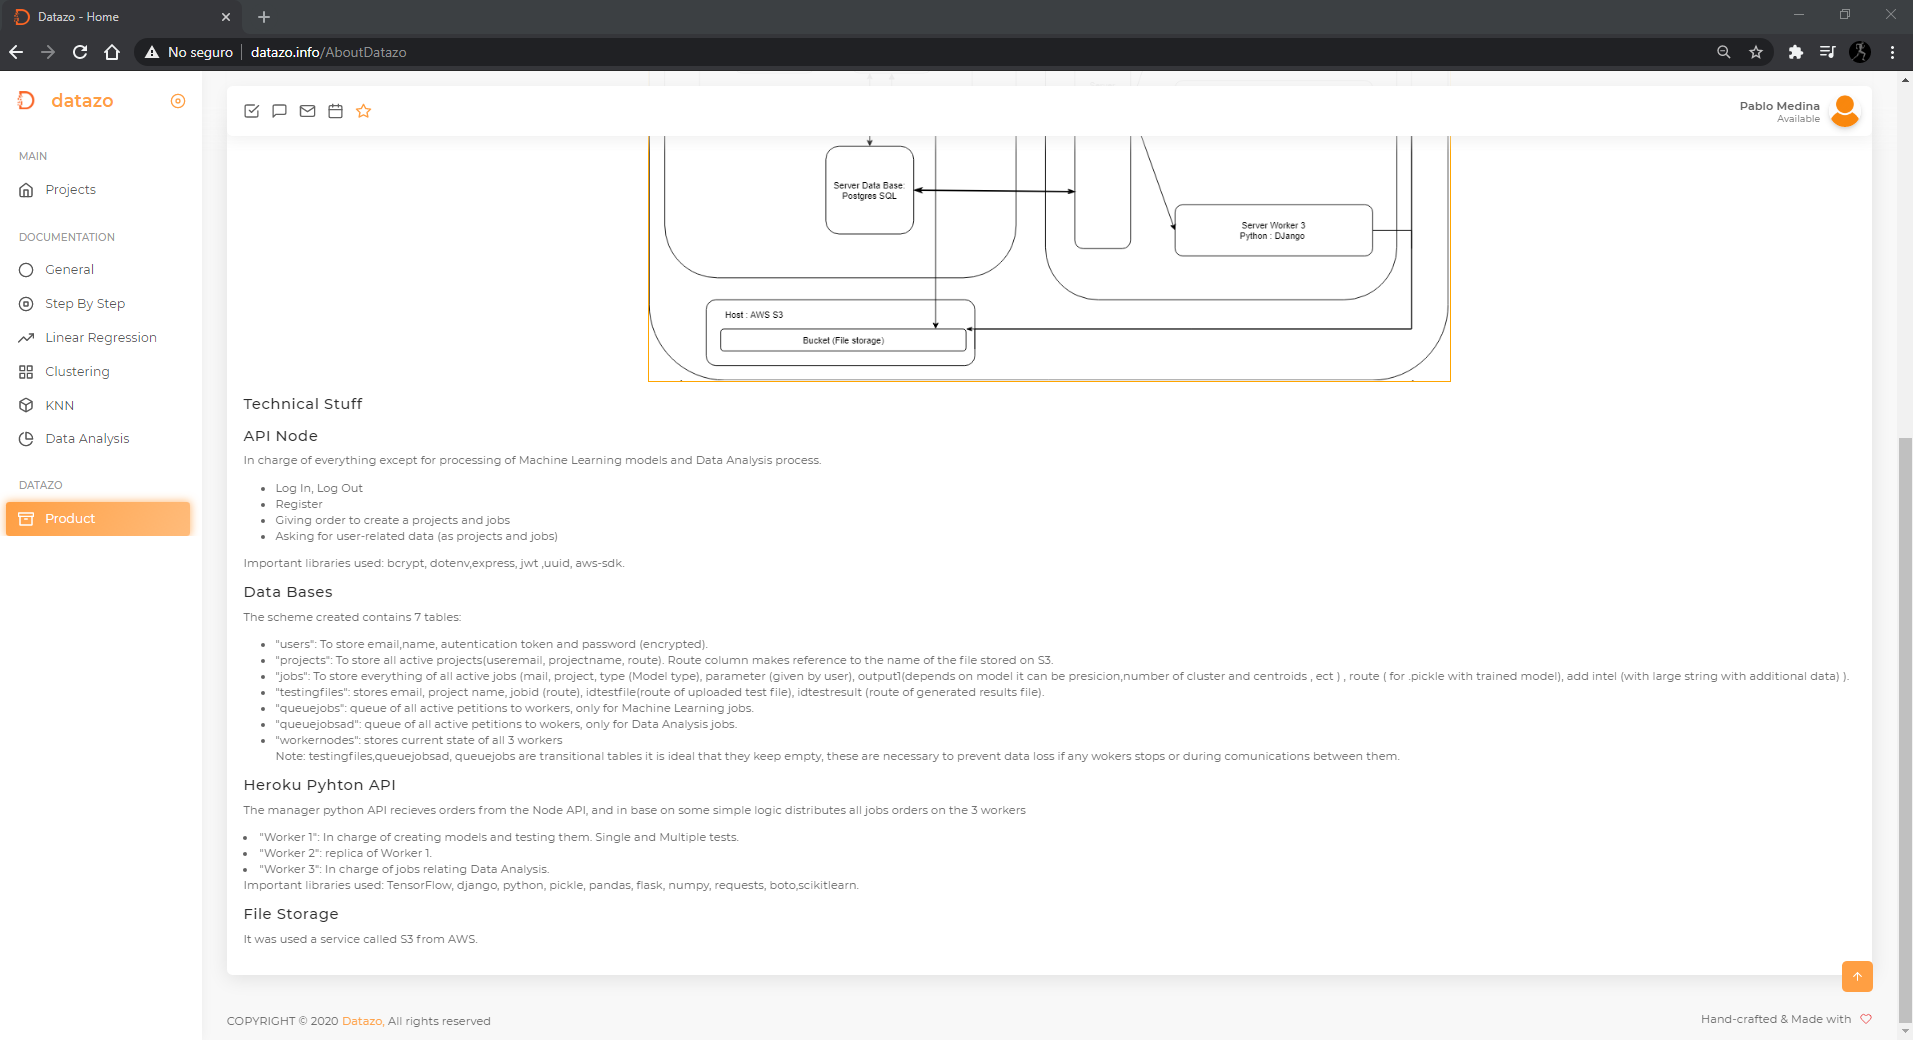 Datazo - Home
No seguro
datazo.info/AboutDatazo
datazo
Pablo Medina
Available
MAIN
Projects
DOCUMENTATION
General
Step By Step
Linear Regression
Clustering
KNN
Data Analysis
DATAZO
Product
Server Data Base:
Postgres SQL
Server Worker 3
Python : DJango
Host : AWS S3
Bucket (File storage)
Technical Stuff
API Node
In charge of everything except for processing of Machine Learning models and Data Analysis process.
Log In, Log Out
Register
Giving order to create a projects and jobs
Asking for user-related data (as projects and jobs)
Important libraries used: bcrypt, dotenv,express, jwt ,uuid, aws-sdk.
Data Bases
The scheme created contains 7 tables:
"users": To store email,name, autentication token and password (encrypted).
"projects": To store all active projects(useremail, projectname, route). Route column makes reference to the name of the file stored on S3.
"jobs": To store everything of all active jobs (mail, project, type (Model type), parameter (given by user), output1(depends on model it can be presicion,number of cluster and centroids , ect ) , route ( for .pickle with trained model), add intel (with large string with additional data) ).
"testingfiles": stores email, project name, jobid (route), idtestfile(route of uploaded test file), idtestresult (route of generated results file).
"queuejobs": queue of all active petitions to workers, only for Machine Learning jobs.
"queuejobsad": queue of all active petitions to wokers, only for Data Analysis jobs.
"workernodes": stores current state of all 3 workers
Note: testingfiles,queuejobsad, queuejobs are transitional tables it is ideal that they keep empty, these are necessary to prevent data loss if any wokers stops or during comunications between them.
Heroku Pyhton API
The manager python API recieves orders from the Node API, and in base on some simple logic distributes all jobs orders on the 3 workers
"Worker 1": In charge of creating models and testing them. Single and Multiple tests.
"Worker 2": replica of Worker 1.
"Worker 3": In charge of jobs relating Data Analysis.
Important libraries used: TensorFlow, django, python, pickle, pandas, flask, numpy, requests, boto,scikitlearn.
File Storage
It was used a service called S3 from AWS.
COPYRIGHT © 2020 Datazo, All rights reserved
Hand-crafted & Made with